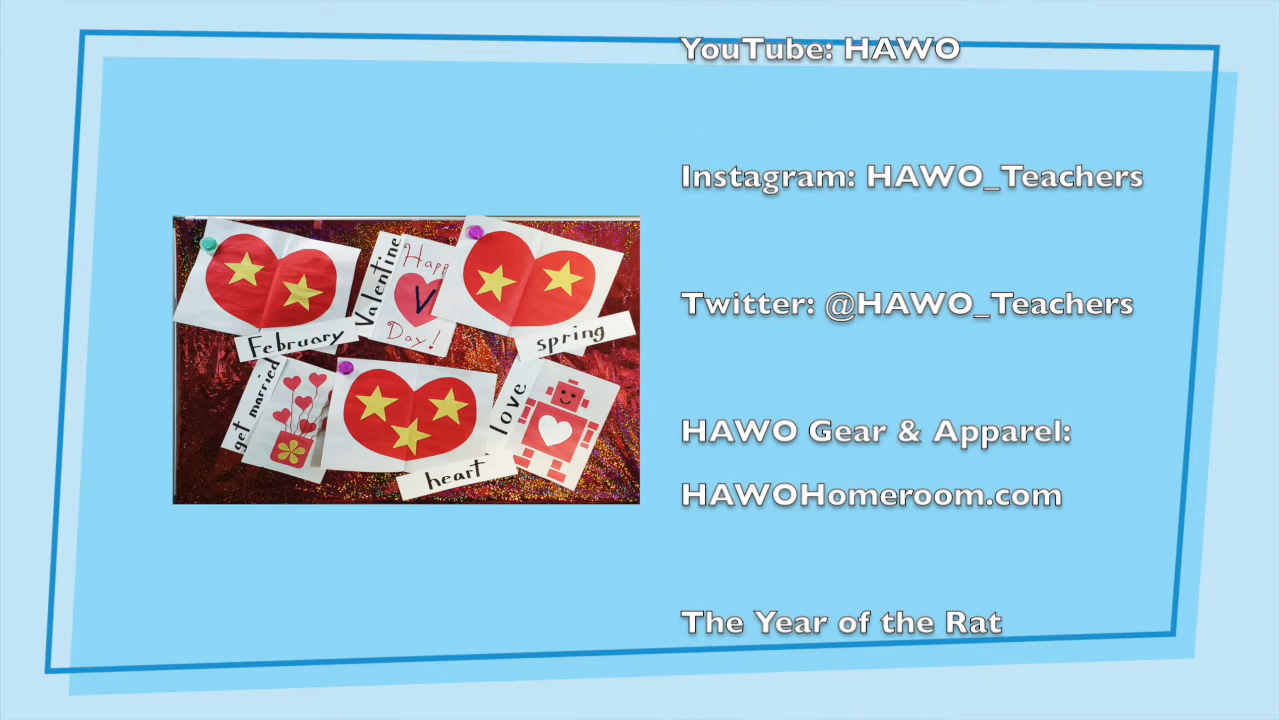 YouTube: HAWO
Instagram: HAWO_Teachers
Twitter: @HAWO_Teachers
HAWO Gear & Apparel:
HAWOHomeroom.com
The Year of the Rat
Valentine
Happ
V
Day!
February
spring
get married
love
heart